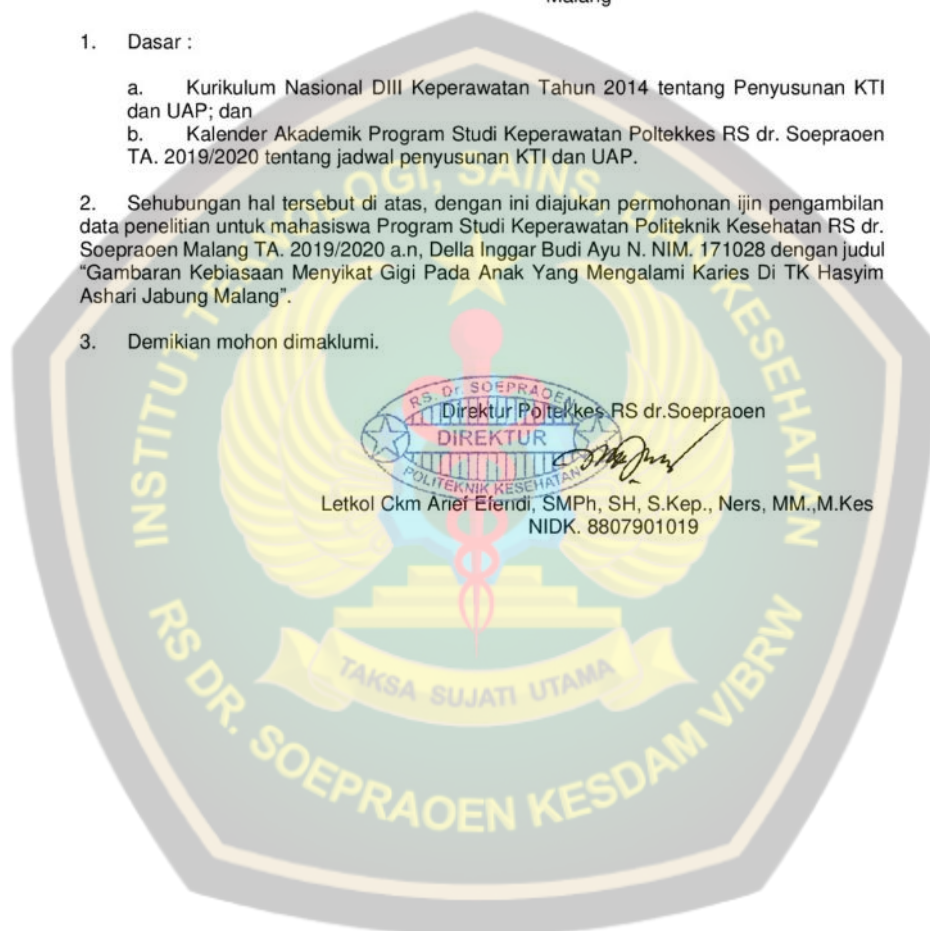 Malang
1. Dasar :
a. Kurikulum Nasional DIII Keperawatan Tahun 2014 tentang Penyusunan KTI
dan UAP; dan
b. Kalender Akademik Program Studi Keperawatan Poltekkes RS dr. Soepraoen
TA. 2019/2020 tentang jadwal penyusunan KTI dan UAP.
2. Sehubungan hal tersebut di atas, dengan ini diajukan permohonan ijin pengambilan
data penelitian untuk mahasiswa Program Studi Keperawatan Politeknik Kesehatan RS dr.
Soepraoen Malang TA. 2019/2020 a.n, Della Inggar Budi Ayu N. NIM. 171028 dengan judul
“Gambaran Kebiasaan Menyikat Gigi Pada Anak Yang Mengalami Karies Di TK Hasyim
Ashari Jabung Malang”.
3. Demikian mohon dimaklumi.
RS. Dr. SOEPRAOEN
Direktur Poltekkes RS dr.Soepraoen
DIREKTUR
POLITEKNIK KESEHATAN
Letkol Ckm Arief Efendi, SMPh, SH, S.Kep., Ners, MM.,M.Kes
NIDK. 8807901019
INSTITUT TEKNOLOGI, SAINS, DAN KESEHATAN
TAKSA SUJATI UTAMA
RS DR. SOEPRAOEN KESDAM V/BRW